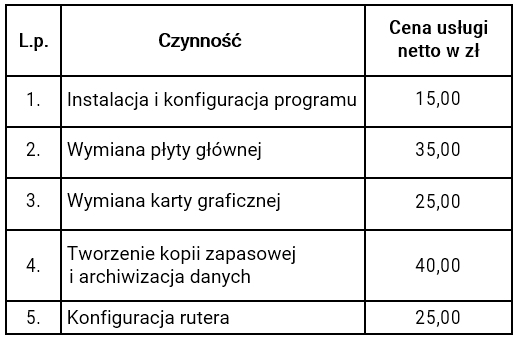 L.p. Czynność Cena usługi
netto w zł
1. Instalacja i konfiguracja programu 15,00
2. Wymiana płyty głównej 35,00
3. Wymiana karty graficznej 25,00
4. Tworzenie kopii zapasowej
i archiwizacja danych 40,00
5. Konfiguracja rutera 25,00